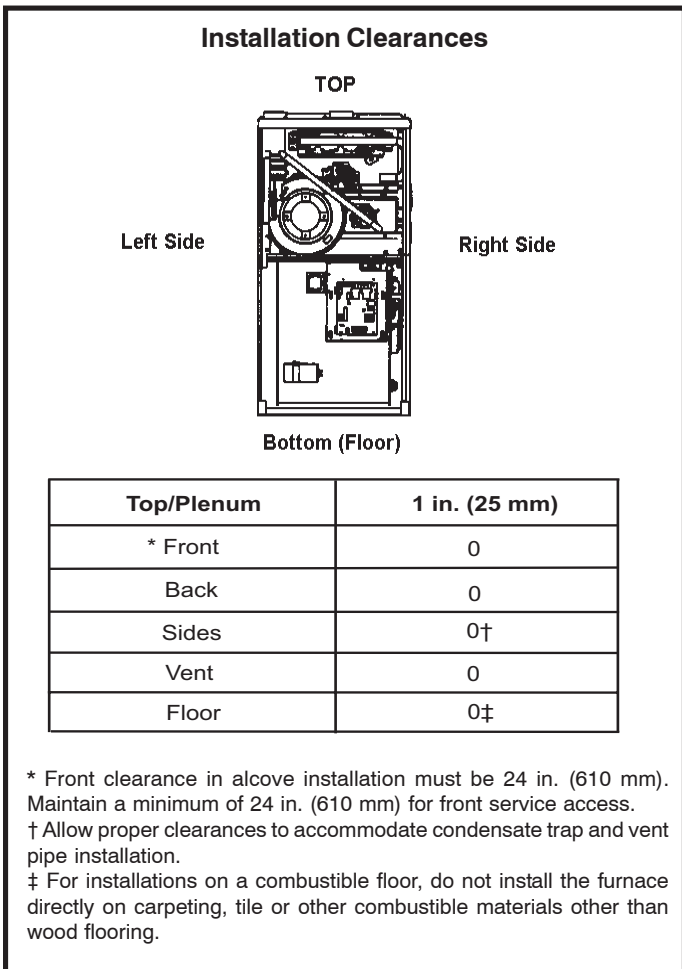 Installation Clearances
TOP
Left Side
Right Side
Bottom (Floor)
Top/Plenum 1 in. (25 mm)
* Front 0
Back 0
Sides 0†
Vent 0
Floor 0‡
* Front clearance in alcove installation must be 24 in. (610 mm).
Maintain a minimum of 24 in. (610 mm) for front service access.
† Allow proper clearances to accommodate condensate trap and vent
pipe installation.
‡ For installations on a combustible floor, do not install the furnace
directly on carpeting, tile or other combustible materials other than
wood flooring.